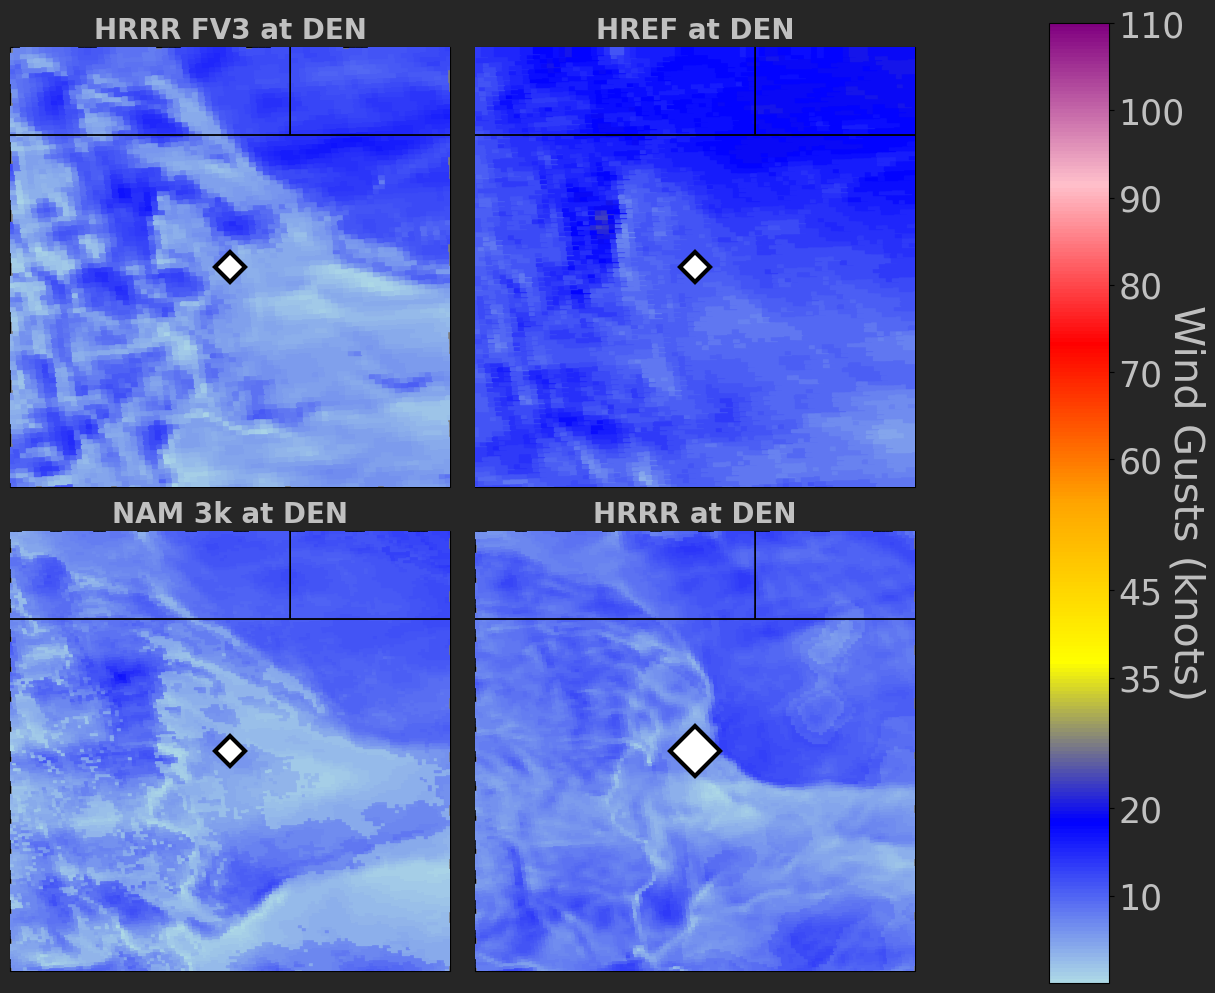 HRRR FV3 at DEN
HREF at DEN
NAM 3k at DEN
HRRR at DEN
110
100
90
80
70
60
45
35
20
10
Wind Gusts (knots)